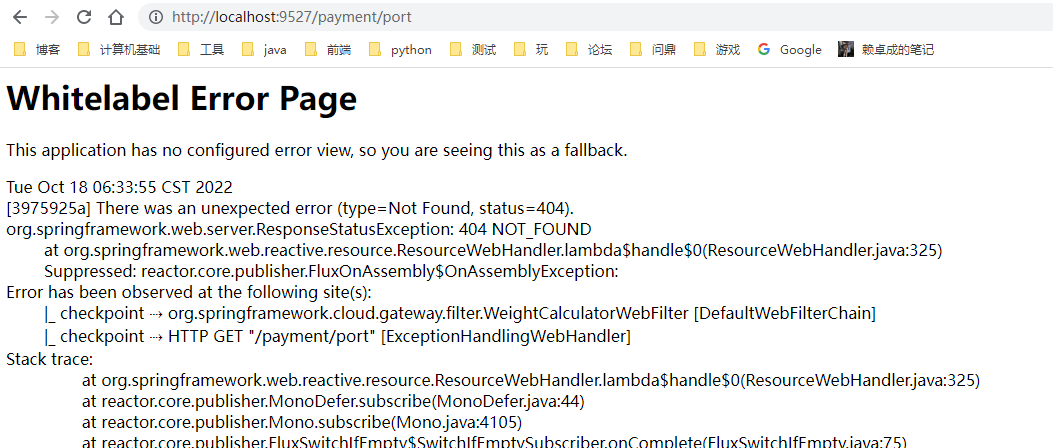 http://localhost:9527/payment/port
博客 计算机基础 工具 java 前端 python 测试 玩 论坛 问鼎 游戏 Google 赖卓成的笔记
Whitelabel Error Page
This application has no configured error view, so you are seeing this as a fallback.
Tue Oct 18 06:33:55 CST 2022
[3975925a] There was an unexpected error (type=Not Found, status=404).
org.springframework.web.server.ResponseStatusException: 404 NOT_FOUND
at org.springframework.web.reactive.resource.ResourceWebHandler.lambda$handle$0(ResourceWebHandler.java:325)
Suppressed: reactor.core.publisher.FluxOnAssembly$OnAssemblyException:
Error has been observed at the following site(s):
|_ checkpoint ⇢ org.springframework.cloud.gateway.filter.WeightCalculatorWebFilter [DefaultWebFilterChain]
|_ checkpoint ⇢ HTTP GET "/payment/port" [ExceptionHandlingWebHandler]
Stack trace:
at org.springframework.web.reactive.resource.ResourceWebHandler.lambda$handle$0(ResourceWebHandler.java:325)
at reactor.core.publisher.MonoDefer.subscribe(MonoDefer.java:44)
at reactor.core.publisher.Mono.subscribe(Mono.java:4105)
at reactor.core.publisher.FluxSwitchIfEmpty$SwitchIfEmptySubscriber.onComplete(FluxSwitchIfEmpty.java:75)